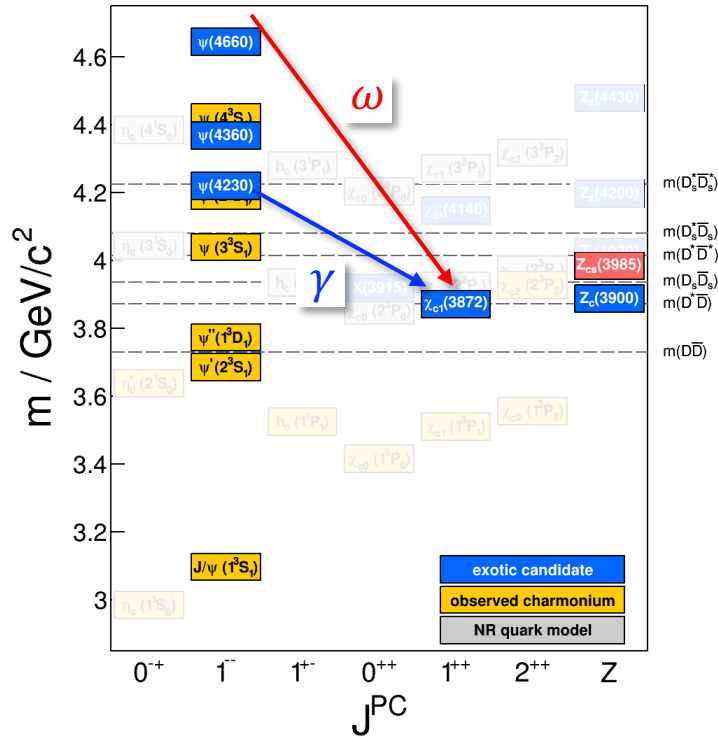 m / GeV/c²
4.6
4.4
4.2
4
3.8
3.6
3.4
3.2
3
ψ(4660)
ω
Z_c(4430)
ψ(4³S₁)
η_c (4¹S₀)
ψ(4360)
h_c (3¹P₁)
χ_c1 (3³P₁)
χ_c2 (3³P₂)
ψ(4230)
χ_c0 (3³P₀)
χ_c1(4140)
Z_c(4200)
m(D_s*D̅_s*)
η_c (3¹S₀)
ψ (3³S₁)
m(D_s*D̅_s)
m(D*D̅*)
Z_cs(3985)
γ
X(3915)
χ_c2 (2³P₂)
m(D_sD̅_s)
χ_c1(3872)
Z_c(3900)
m(D*D̅)
χ_c0 (2³P₀)
ψ''(1³D₁)
m(DD̅)
ψ'(2³S₁)
η_c' (2¹S₀)
h_c (1¹P₁)
χ_c1 (1³P₁)
χ_c2 (1³P₂)
χ_c0 (1³P₀)
J/ψ (1³S₁)
η_c (1¹S₀)
exotic candidate
observed charmonium
NR quark model
0⁻⁺
1⁻⁻
1⁺⁻
0⁺⁺
1⁺⁺
2⁺⁺
Z
J^PC